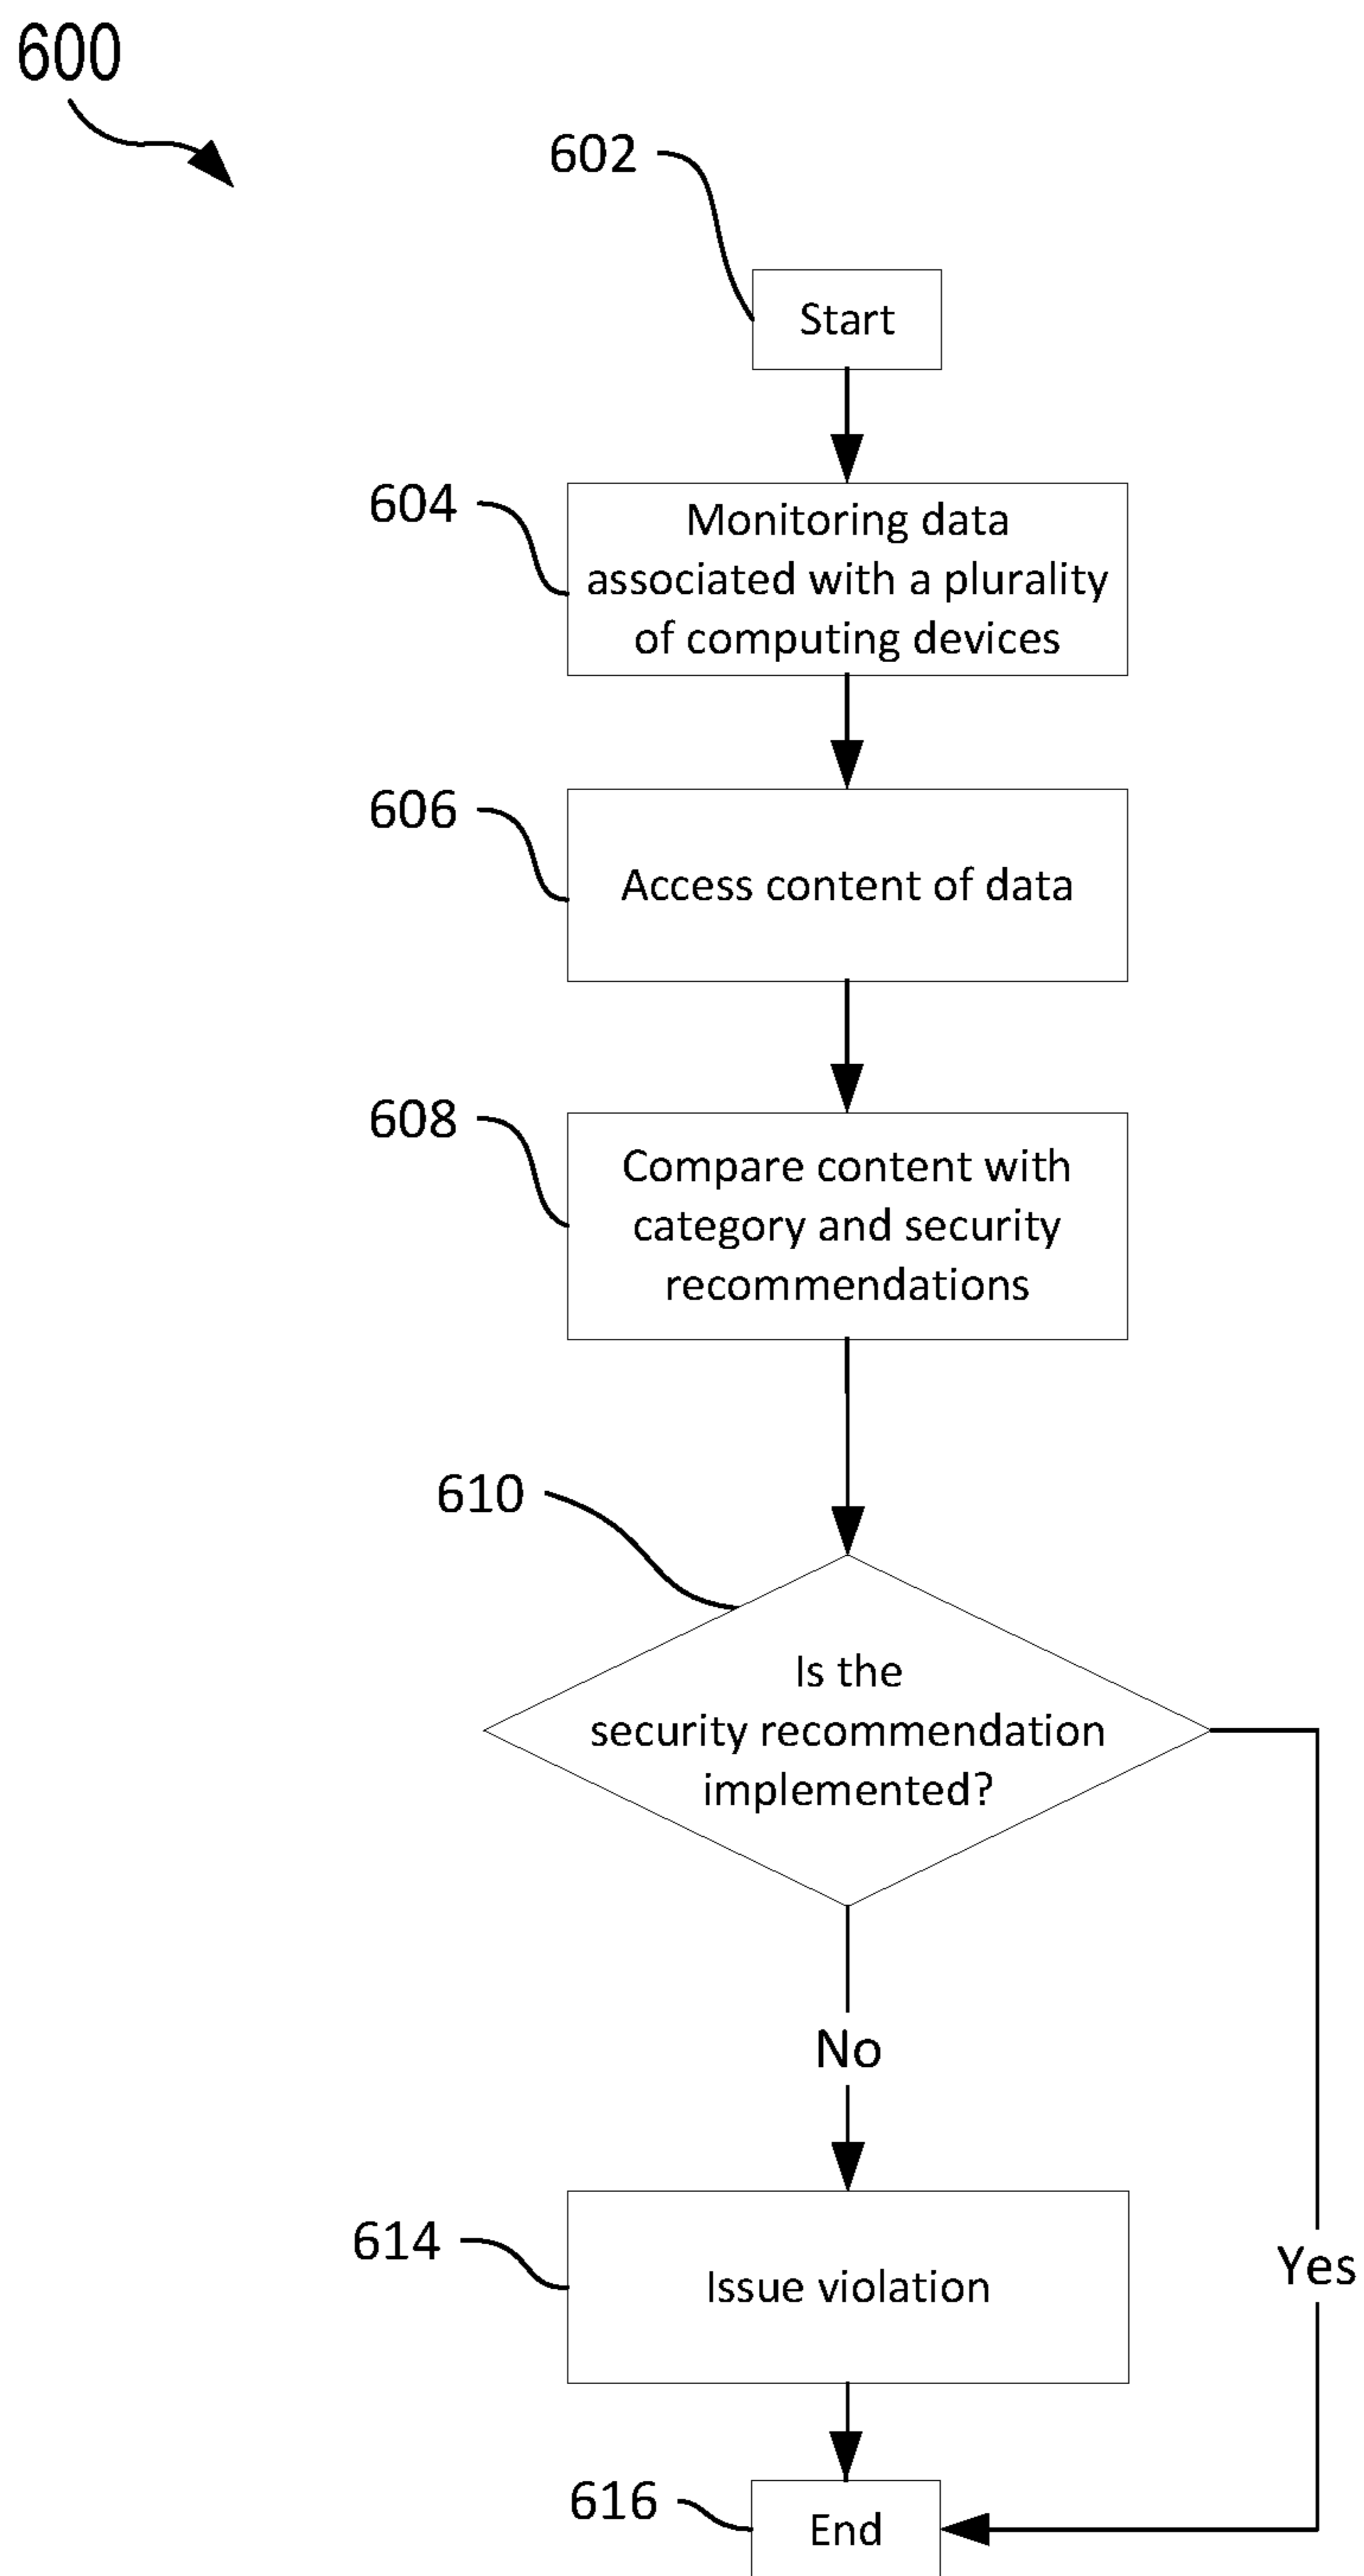 600
602
Start
604
Monitoring data
associated with a plurality
of computing devices
606
Access content of data
608
Compare content with
category and security
recommendations
610
Is the
security recommendation
implemented?
No
614
Issue violation
Yes
616
End